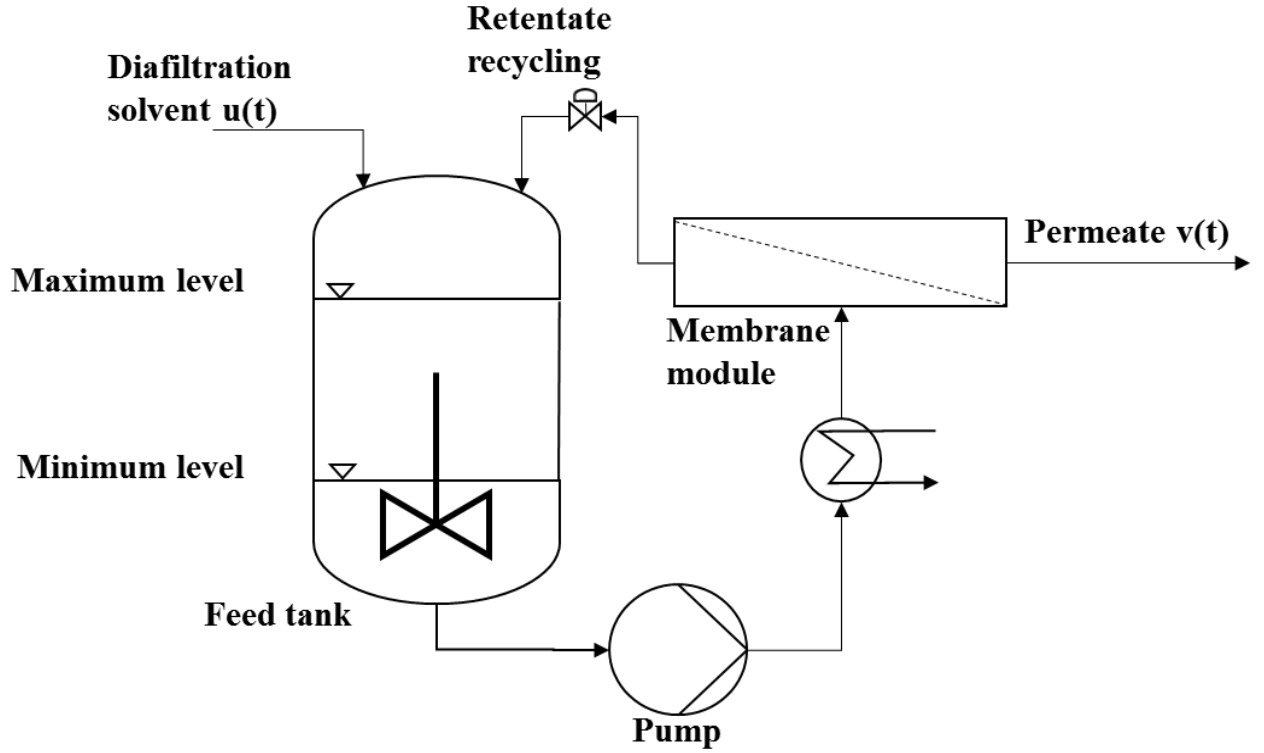 Retentate
recycling
Diafiltration
solvent u(t)
Permeate v(t)
Maximum level
Membrane
module
Minimum level
Feed tank
Pump